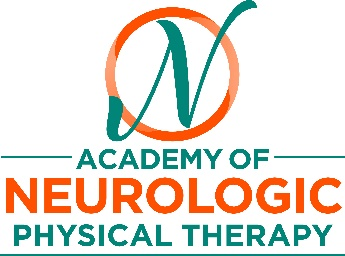 N
ACADEMY OF
NEUROLOGIC
PHYSICAL THERAPY